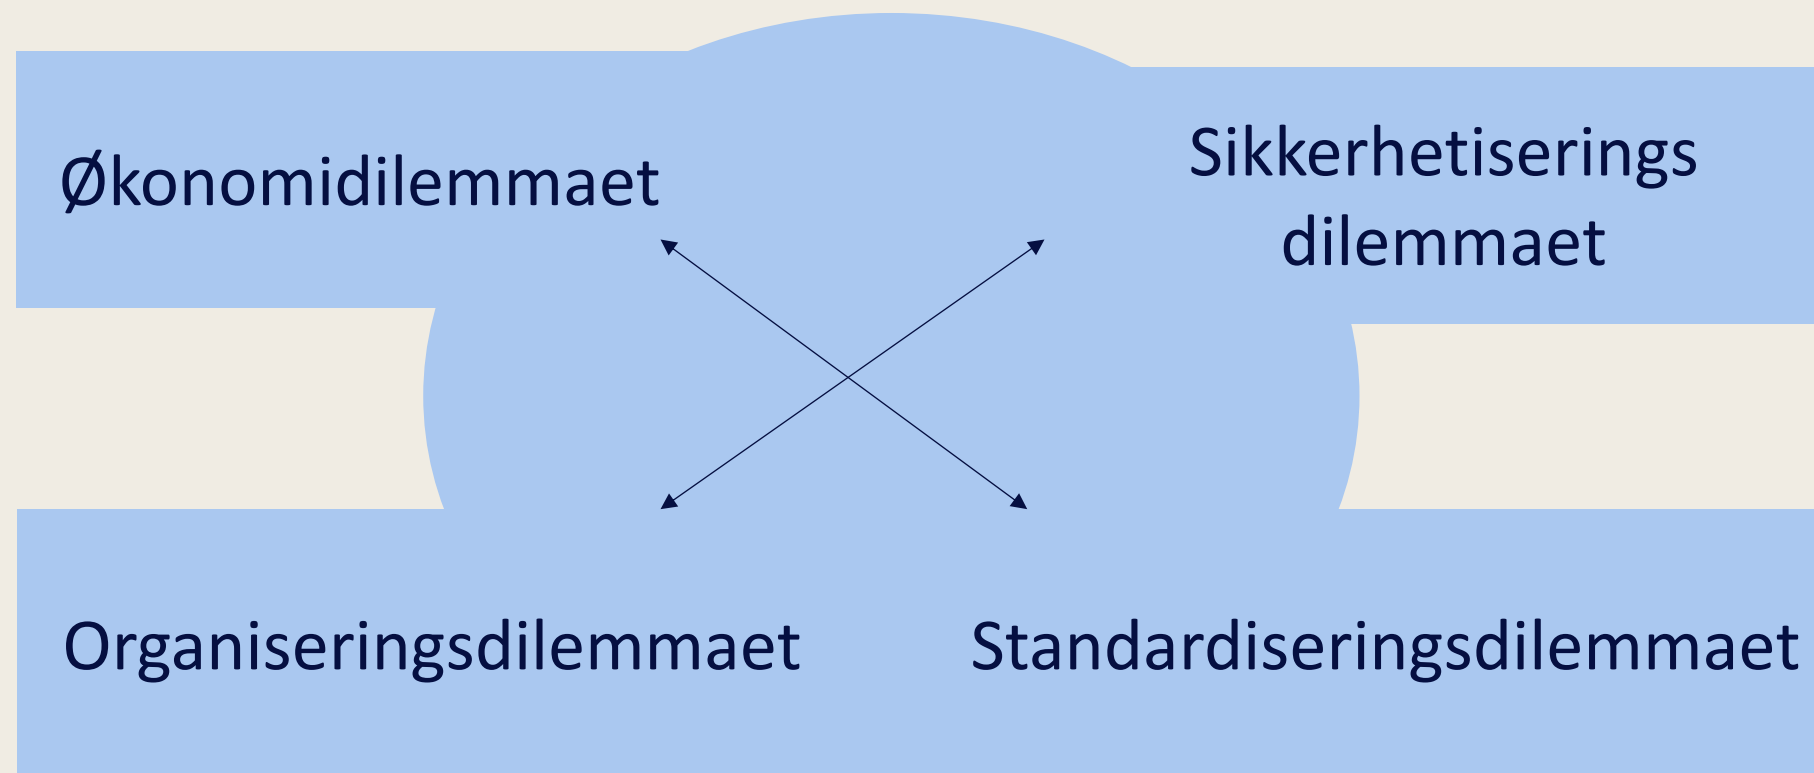 Økonomidilemmaet
Sikkerhetiserings
dilemmaet
Organiseringsdilemmaet
Standardiseringsdilemmaet